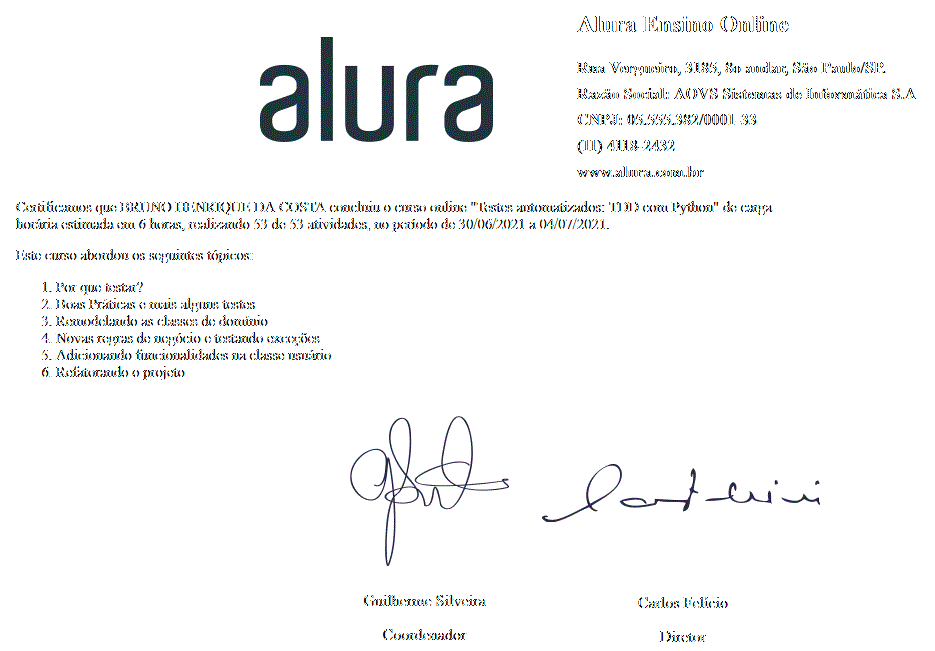 alura
Alura Ensino Online
Rua Vergueiro, 3185, 8o andar, São Paulo/SP.
Razão Social: AOVS Sistemas de Informática S.A
CNPJ: 05.555.382/0001-33
(11) 4118-2432
www.alura.com.br
Certificamos que BRUNO HENRIQUE DA COSTA concluiu o curso online "Testes automatizados: TDD com Python" de carga
horária estimada em 6 horas, realizando 53 de 53 atividades, no período de 30/06/2021 a 04/07/2021.
Este curso abordou os seguintes tópicos:
1. Por que testar?
2. Boas Práticas e mais alguns testes
3. Remodelando as classes de domínio
4. Novas regras de negócio e testando exceções
5. Adicionando funcionalidades na classe usuário
6. Refatorando o projeto
Guilherme Silveira
Coordenador
Carlos Felício
Diretor